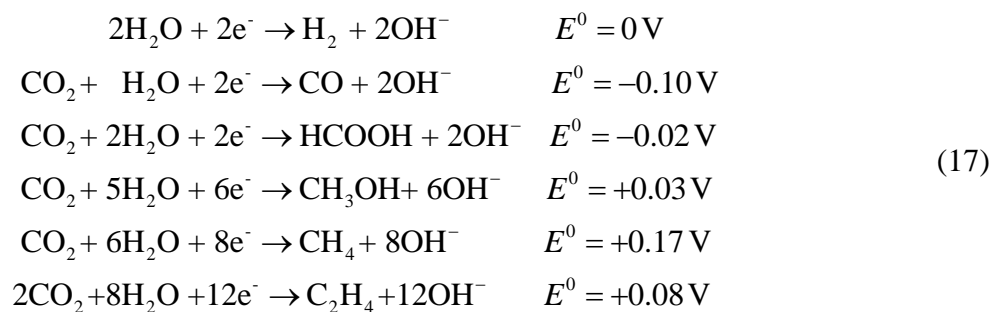 2H₂O + 2e⁻ → H₂ + 2OH⁻ E⁰ = 0 V
CO₂ + H₂O + 2e⁻ → CO + 2OH⁻ E⁰ = −0.10 V
CO₂ + 2H₂O + 2e⁻ → HCOOH + 2OH⁻ E⁰ = −0.02 V
CO₂ + 5H₂O + 6e⁻ → CH₃OH + 6OH⁻ E⁰ = +0.03 V (17)
CO₂ + 6H₂O + 8e⁻ → CH₄ + 8OH⁻ E⁰ = +0.17 V
2CO₂ + 8H₂O + 12e⁻ → C₂H₄ + 12OH⁻ E⁰ = +0.08 V